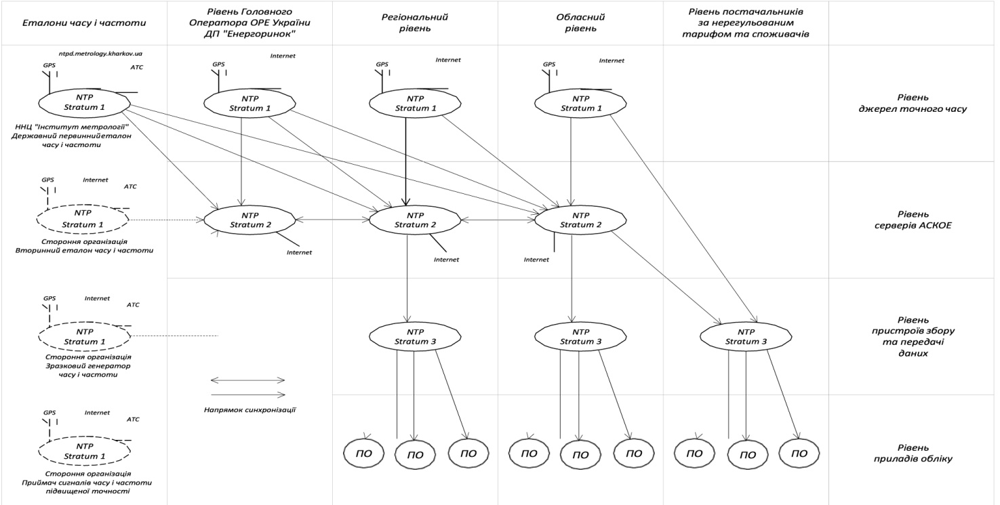 Еталони часу і частоти
Рівень Головного
Оператора ОРЕ України
ДП "Енергоринок"
Регіональний
рівень
Обласний
рівень
Рівень постачальників
за нерегульованим
тарифом та споживачів
ntpd.metrology.kharkov.ua
GPS
АТС
NTP
Stratum 1
ННЦ "Інститут метрології"
Державний первиннийеталон
часу і частоти
GPS
Internet
NTP
Stratum 1
GPS
Internet
NTP
Stratum 1
GPS
Internet
NTP
Stratum 1
Рівень
джерел точного часу
GPS
Internet
АТС
NTP
Stratum 1
Стороння організація
Вторинний еталон часу і частоти
NTP
Stratum 2
Internet
NTP
Stratum 2
Internet
NTP
Stratum 2
Internet
Рівень
серверів АСКОЕ
GPS
Internet
АТС
NTP
Stratum 1
Стороння організація
Зразковий генератор
часу і частоти
Напрямок синхронізації
NTP
Stratum 3
NTP
Stratum 3
NTP
Stratum 3
Рівень
пристроїв збору
та передачі
даних
GPS
Internet
АТС
NTP
Stratum 1
Стороння організація
Приймач сигналів часу і частоти
підвищеної точності
ПО
ПО
ПО
ПО
ПО
ПО
ПО
ПО
ПО
Рівень
приладів обліку